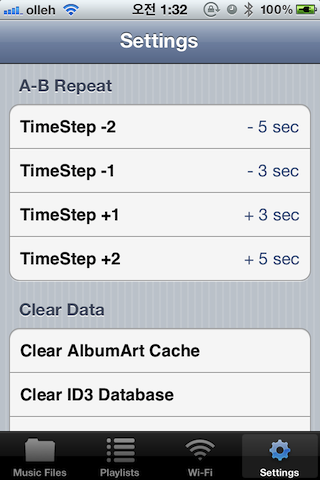 olleh 오전 1:32 100%
Settings
A-B Repeat
TimeStep -2 - 5 sec
TimeStep -1 - 3 sec
TimeStep +1 + 3 sec
TimeStep +2 + 5 sec
Clear Data
Clear AlbumArt Cache
Clear ID3 Database
Music Files Playlists Wi-Fi Settings